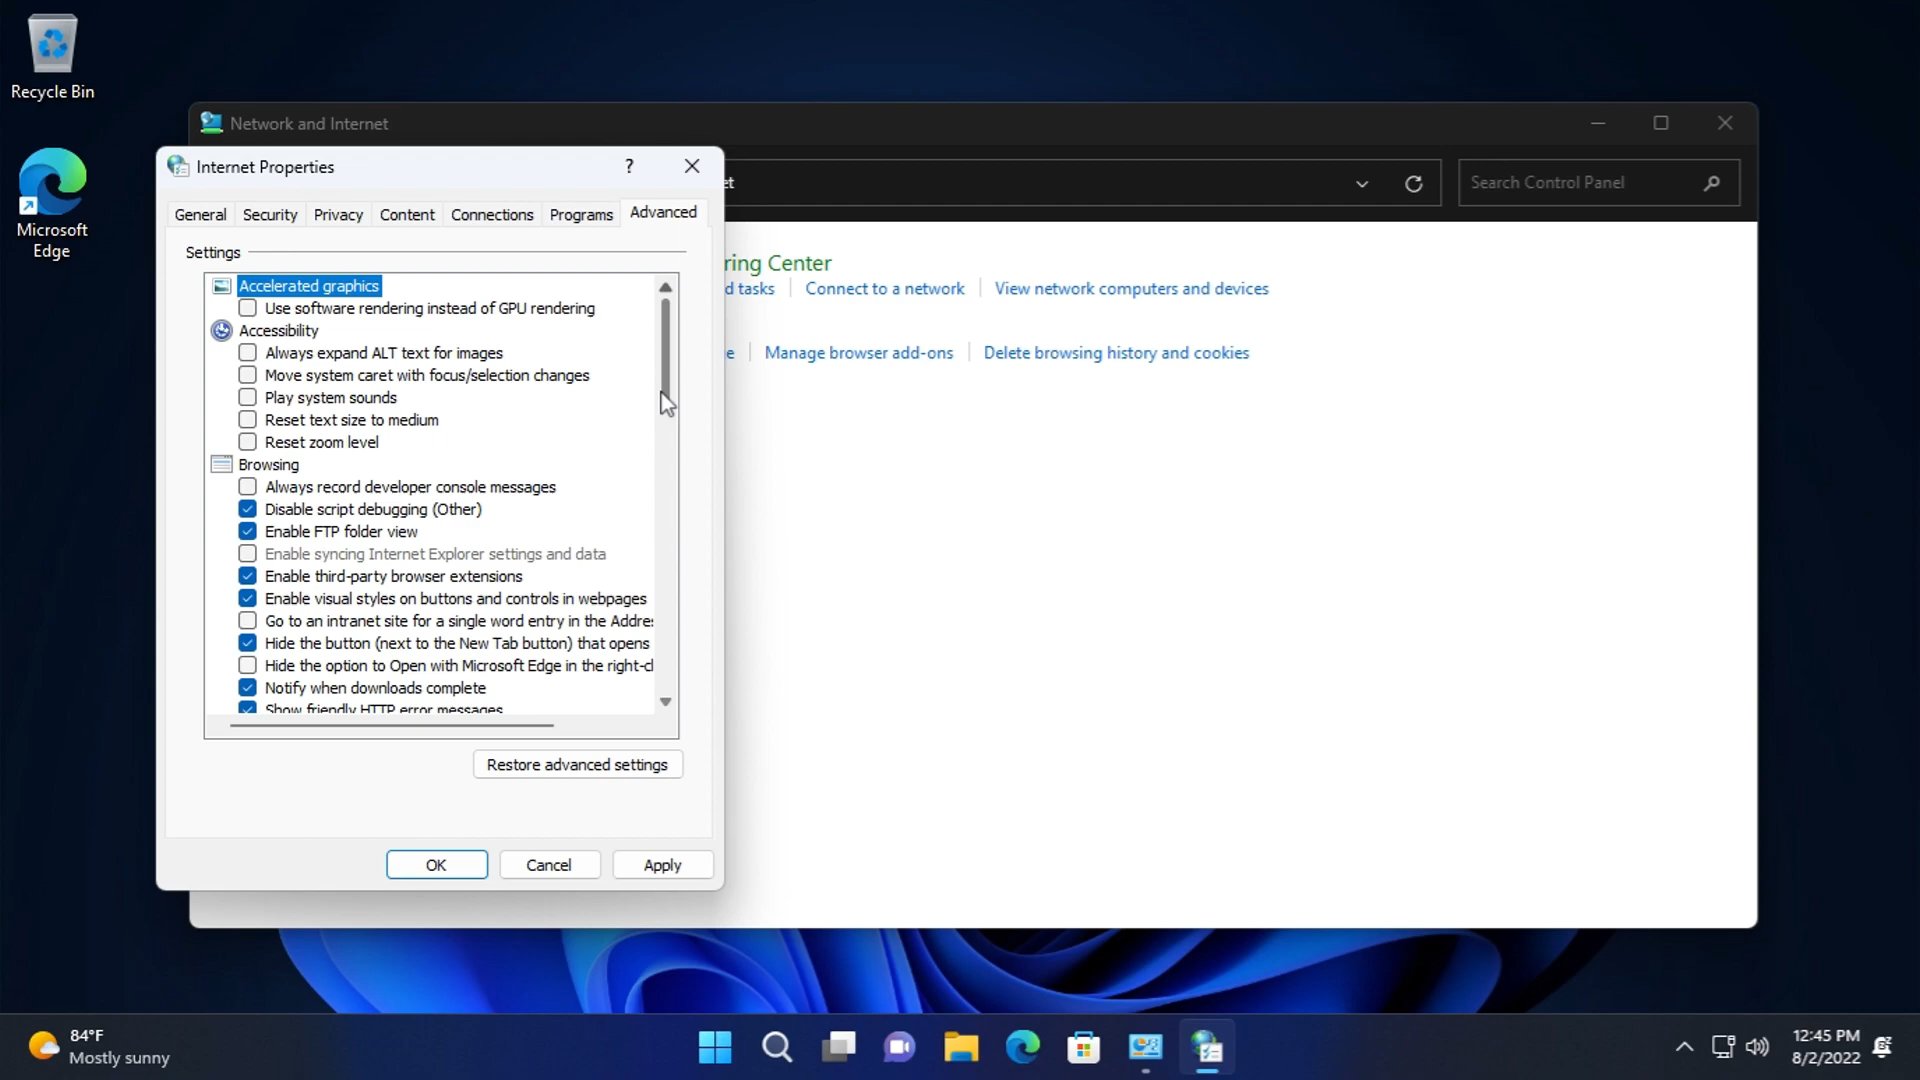 Recycle Bin
Microsoft
Edge
Network and Internet
et
Search Control Panel
ring Center
d tasks
Connect to a network
View network computers and devices
e
Manage browser add-ons
Delete browsing history and cookies
Internet Properties
?
General
Security
Privacy
Content
Connections
Programs
Advanced
Settings
Accelerated graphics
Use software rendering instead of GPU rendering
Accessibility
Always expand ALT text for images
Move system caret with focus/selection changes
Play system sounds
Reset text size to medium
Reset zoom level
Browsing
Always record developer console messages
Disable script debugging (Other)
Enable FTP folder view
Enable syncing Internet Explorer settings and data
Enable third-party browser extensions
Enable visual styles on buttons and controls in webpages
Go to an intranet site for a single word entry in the Addre
Hide the button (next to the New Tab button) that opens
Hide the option to Open with Microsoft Edge in the right-cl
Notify when downloads complete
Show friendly HTTP error messages
Restore advanced settings
OK
Cancel
Apply
84°F
Mostly sunny
12:45 PM
8/2/2022